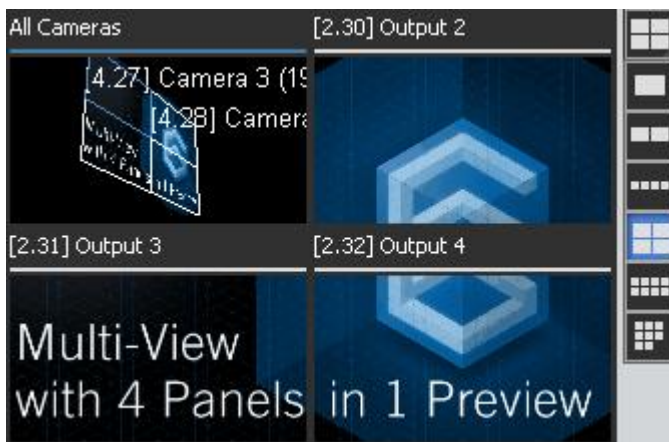 All Cameras
[2.30] Output 2
[4.27] Camera 3 (19
[4.28] Camera
[2.31] Output 3
[2.32] Output 4
Multi-View
with 4 Panels in 1 Preview